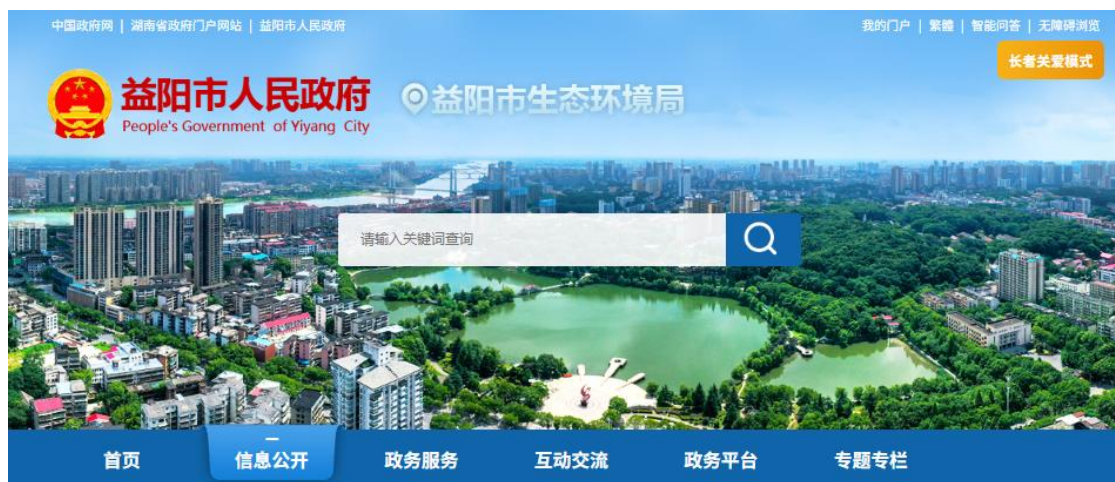 中国政府网 | 湖南省政府门户网站 | 益阳市人民政府
我的门户 | 繁體 | 智能问答 | 无障碍浏览
长者关爱模式
益阳市人民政府
People's Government of Yiyang City
益阳市生态环境局
请输入关键词查询
首页 信息公开 政务服务 互动交流 政务平台 专题专栏